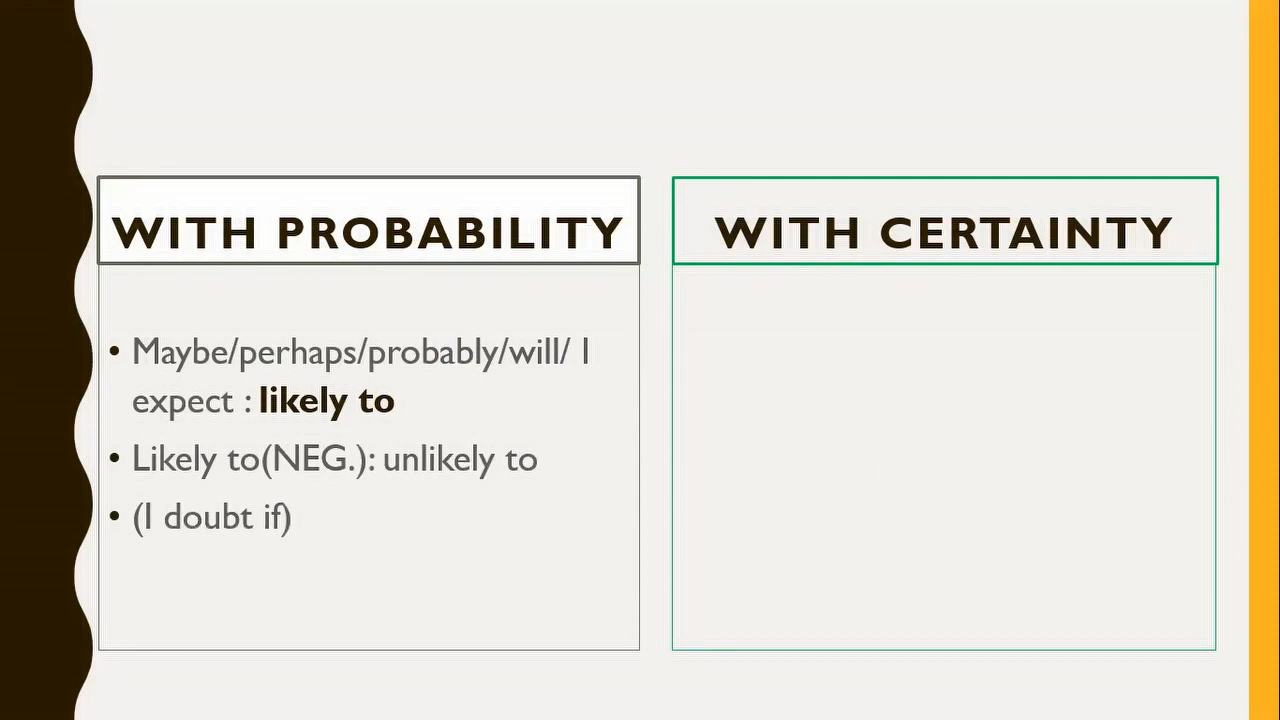 WITH PROBABILITY
Maybe/perhaps/probably/will/ I
expect : likely to
Likely to(NEG.): unlikely to
(I doubt if)
WITH CERTAINTY